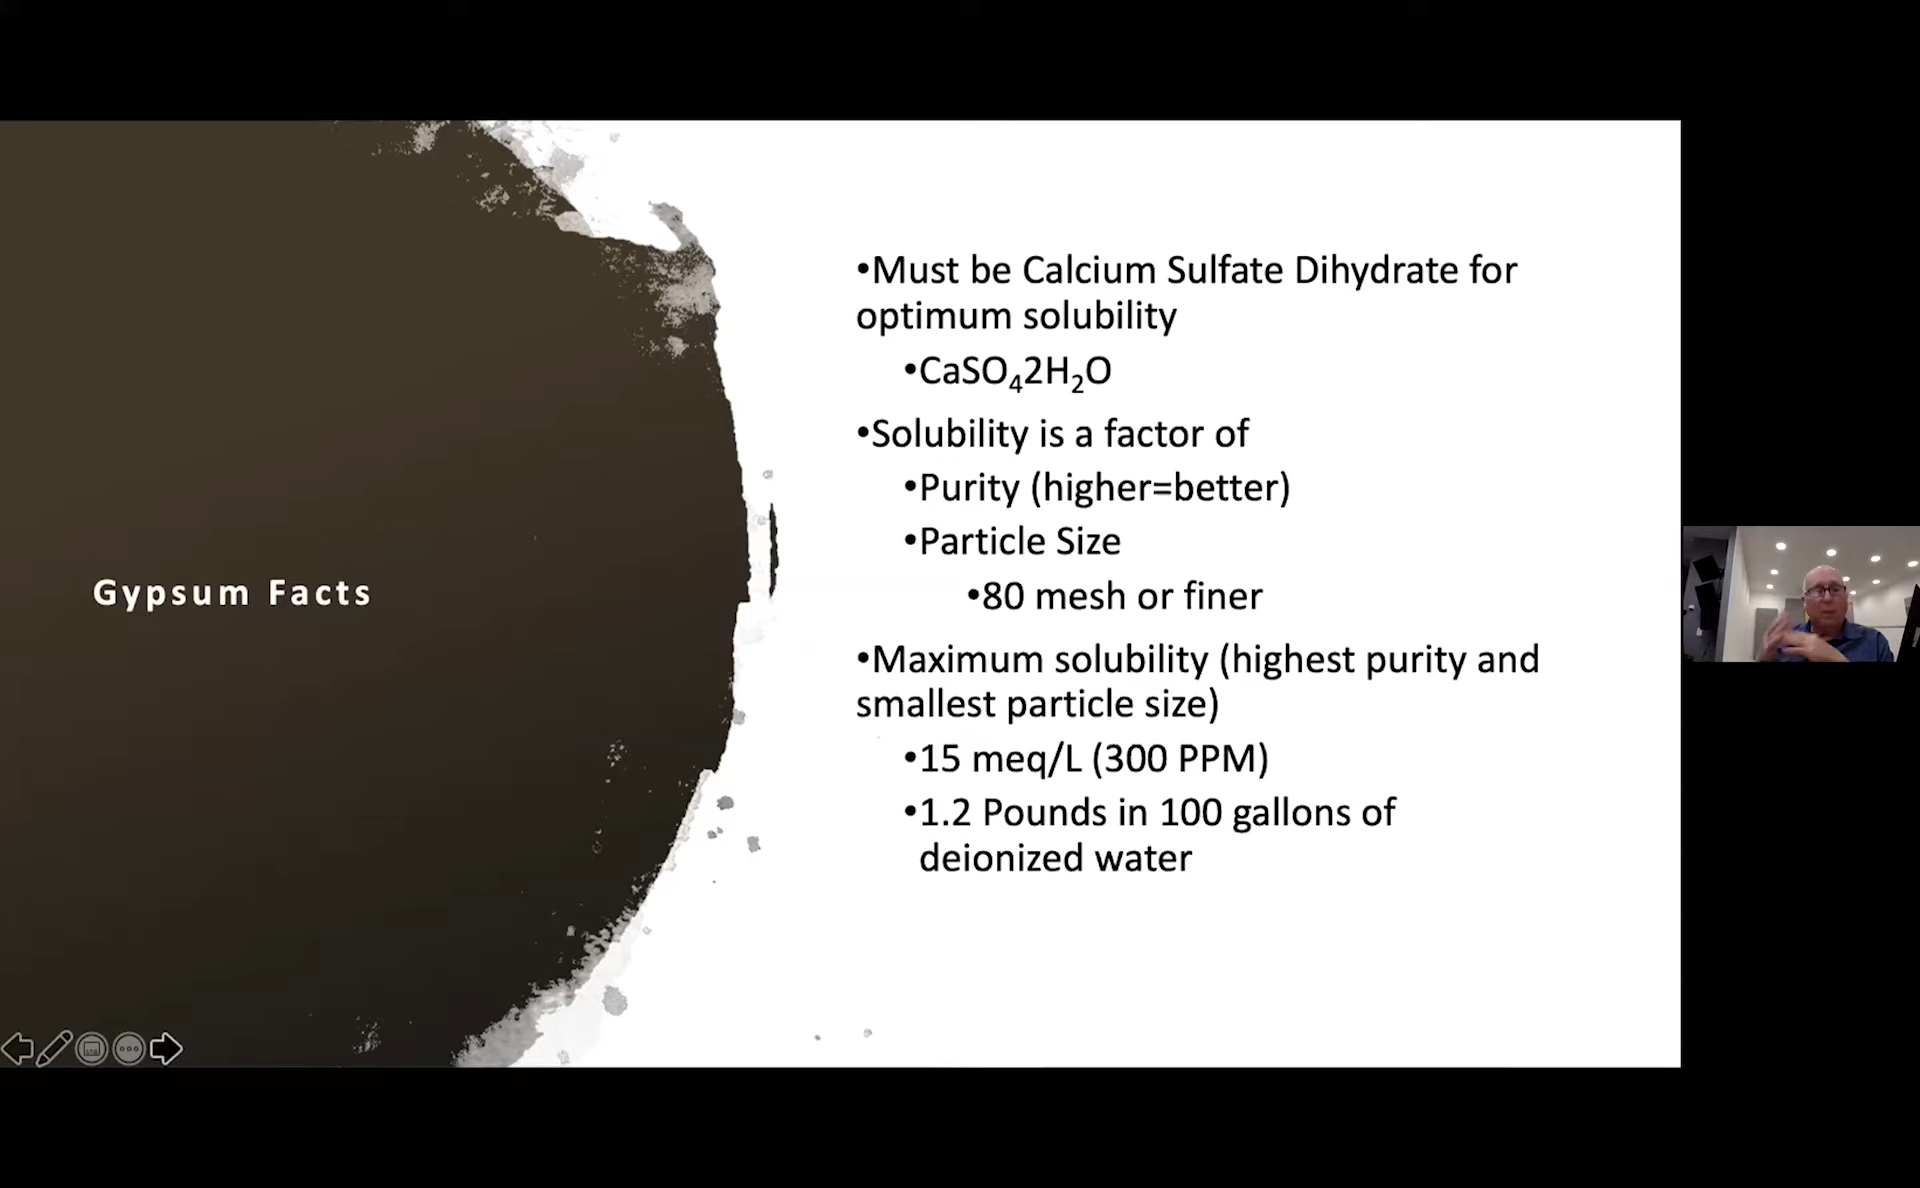 Gypsum Facts
•Must be Calcium Sulfate Dihydrate for
optimum solubility
•CaSO₄2H₂O
•Solubility is a factor of
•Purity (higher=better)
•Particle Size
•80 mesh or finer
•Maximum solubility (highest purity and
smallest particle size)
•15 meq/L (300 PPM)
•1.2 Pounds in 100 gallons of
deionized water